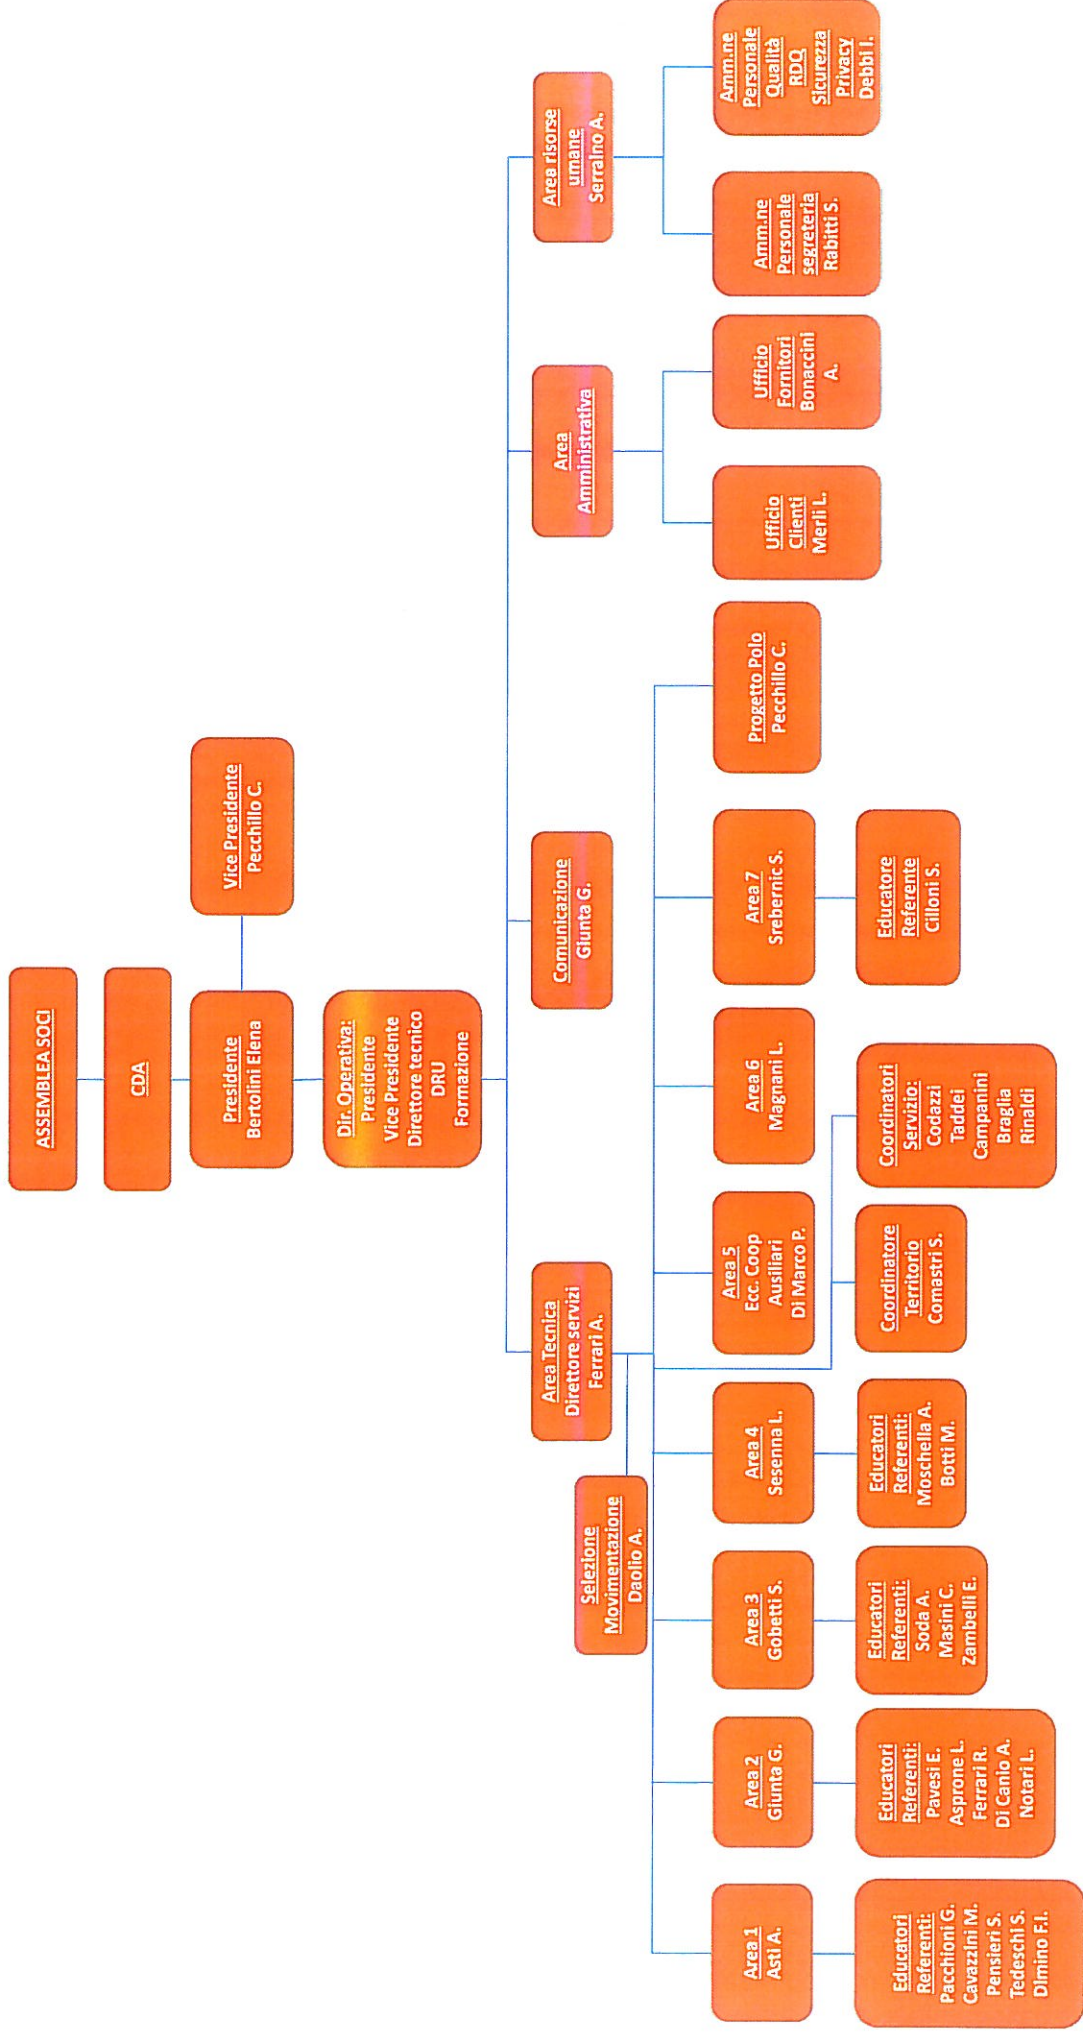 ASSEMBLEA SOCI
CDA
Presidente
Bertolini Elena
Vice Presidente
Pecchillo C.
Dir. Operativa:
Presidente
Vice Presidente
Direttore tecnico
DRU
Formazione
Area Tecnica
Direttore servizi
Ferrari A.
Comunicazione
Giunta G.
Area
Amministrativa
Area risorse
umane
Serraino A.
Selezione
Movimentazione
Daolio A.
Area 1
Asti A.
Area 2
Giunta G.
Area 3
Gobetti S.
Area 4
Sesenna L.
Area 5
Ecc. Coop
Ausiliari
Di Marco P.
Area 6
Magnani L.
Area 7
Srebernic S.
Progetto Polo
Pecchillo C.
Ufficio
Clienti
Merli L.
Ufficio
Fornitori
Bonaccini
A.
Amm.ne
Personale
segreteria
Rabitti S.
Amm.ne
Personale
Qualità
RDQ
Sicurezza
Privacy
Debbi I.
Educatori
Referenti:
Pacchioni G.
Cavazzini M.
Pensieri S.
Tedeschi S.
DImino F.I.
Educatori
Referenti:
Pavesi E.
Asprone L.
Ferrari R.
Di Canio A.
Notari L.
Educatori
Referenti:
Soda A.
Masini C.
Zambelli E.
Educatori
Referenti:
Moschella A.
Botti M.
Coordinatore
Territorio
Comastri S.
Coordinatori
Servizio:
Codazzi
Taddei
Campanini
Braglia
Rinaldi
Educatore
Referente
Cilloni S.